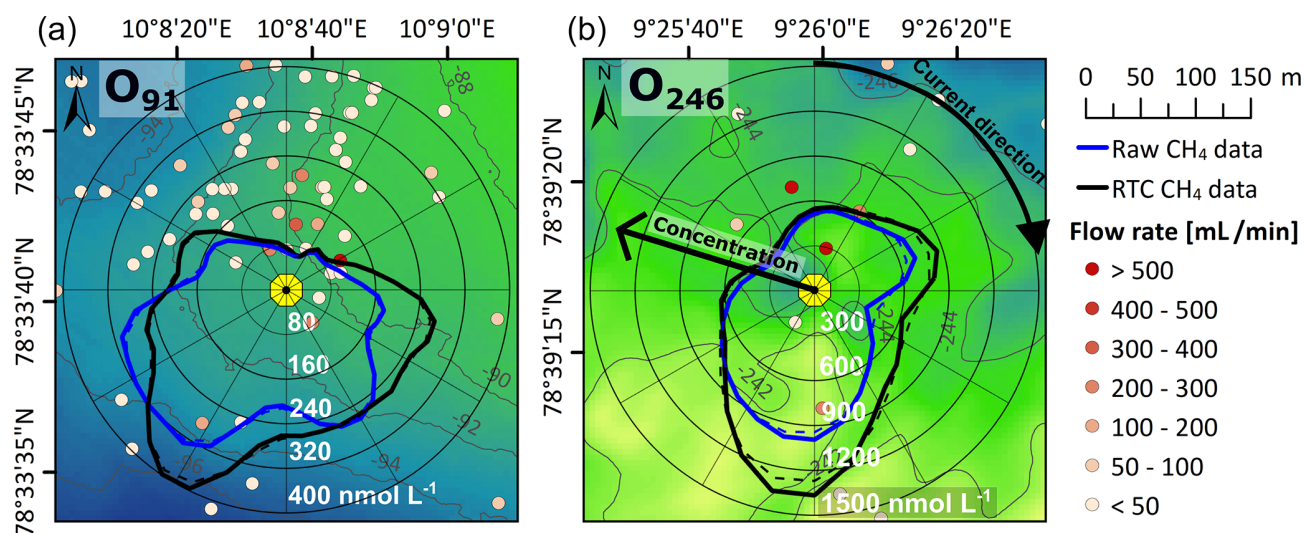 (a)
10°8'20"E
10°8'40"E
10°9'0"E
78°33'45"N
78°33'40"N
78°33'35"N
N
O91
-88
-94
-90
-92
-94
-96
80
160
240
320
400 nmol L-1
(b)
9°25'40"E
9°26'0"E
9°26'20"E
78°39'20"N
78°39'15"N
N
O246
-246
-244
Current direction
Concentration
-244
-244
-242
300
600
900
1200
1500 nmol L-1
0 50 100 150 m
Raw CH4 data
RTC CH4 data
Flow rate [mL/min]
> 500
400 - 500
300 - 400
200 - 300
100 - 200
50 - 100
< 50